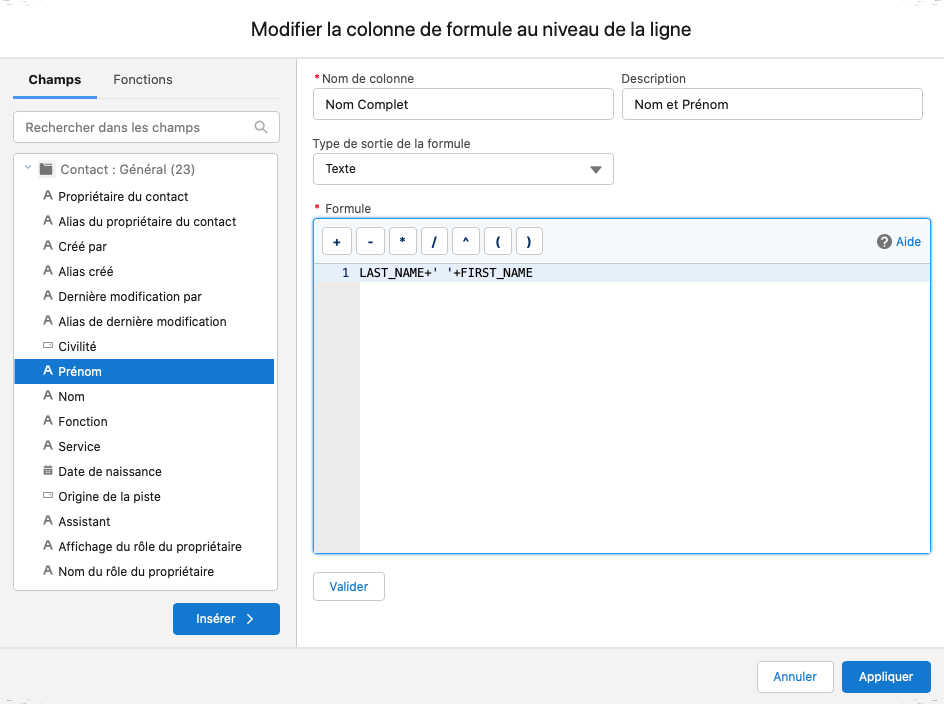 Modifier la colonne de formule au niveau de la ligne
Champs Fonctions
Rechercher dans les champs
Contact : Général (23)
Propriétaire du contact
Alias du propriétaire du contact
Créé par
Alias créé
Dernière modification par
Alias de dernière modification
Civilité
Prénom
Nom
Fonction
Service
Date de naissance
Origine de la piste
Assistant
Affichage du rôle du propriétaire
Nom du rôle du propriétaire
Insérer
* Nom de colonne
Nom Complet
Description
Nom et Prénom
Type de sortie de la formule
Texte
* Formule
+ - * / ^ ( )
Aide
1 LAST_NAME+' '+FIRST_NAME
Valider
Annuler Appliquer